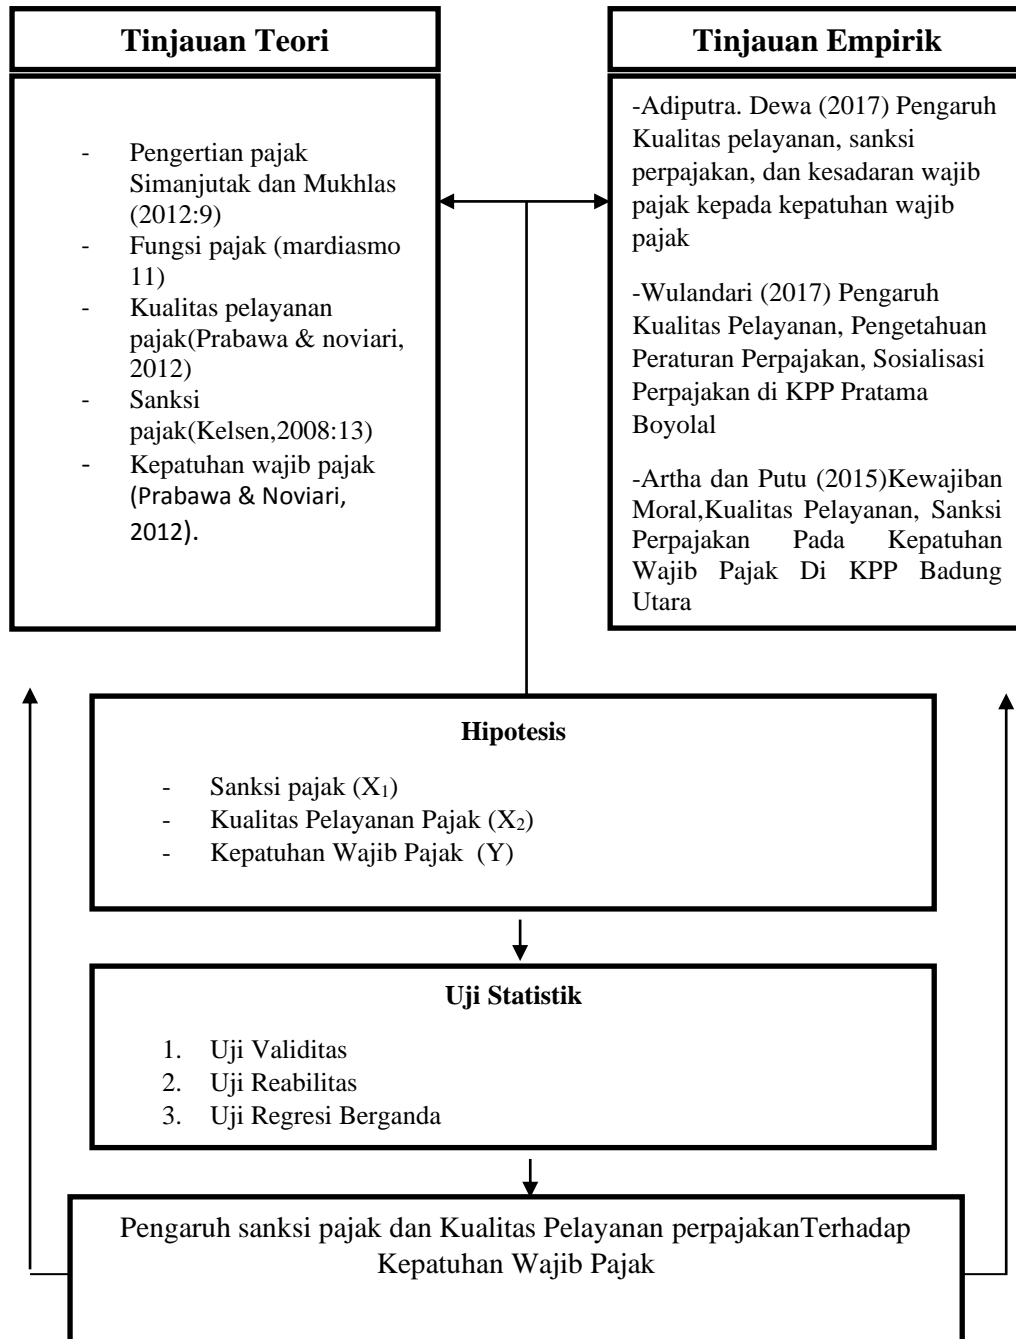 Tinjauan Teori
- Pengertian pajak
Simanjutak dan Mukhlas
(2012:9)
- Fungsi pajak (mardiasmo
11)
- Kualitas pelayanan
pajak(Prabawa & noviari,
2012)
- Sanksi
pajak(Kelsen,2008:13)
- Kepatuhan wajib pajak
(Prabawa & Noviari,
2012).
Tinjauan Empirik
-Adiputra. Dewa (2017) Pengaruh
Kualitas pelayanan, sanksi
perpajakan, dan kesadaran wajib
pajak kepada kepatuhan wajib
pajak
-Wulandari (2017) Pengaruh
Kualitas Pelayanan, Pengetahuan
Peraturan Perpajakan, Sosialisasi
Perpajakan di KPP Pratama
Boyolal
-Artha dan Putu (2015)Kewajiban
Moral,Kualitas Pelayanan, Sanksi
Perpajakan Pada Kepatuhan
Wajib Pajak Di KPP Badung
Utara
Hipotesis
- Sanksi pajak (X₁)
- Kualitas Pelayanan Pajak (X₂)
- Kepatuhan Wajib Pajak (Y)
Uji Statistik
1. Uji Validitas
2. Uji Reabilitas
3. Uji Regresi Berganda
Pengaruh sanksi pajak dan Kualitas Pelayanan perpajakanTerhadap
Kepatuhan Wajib Pajak